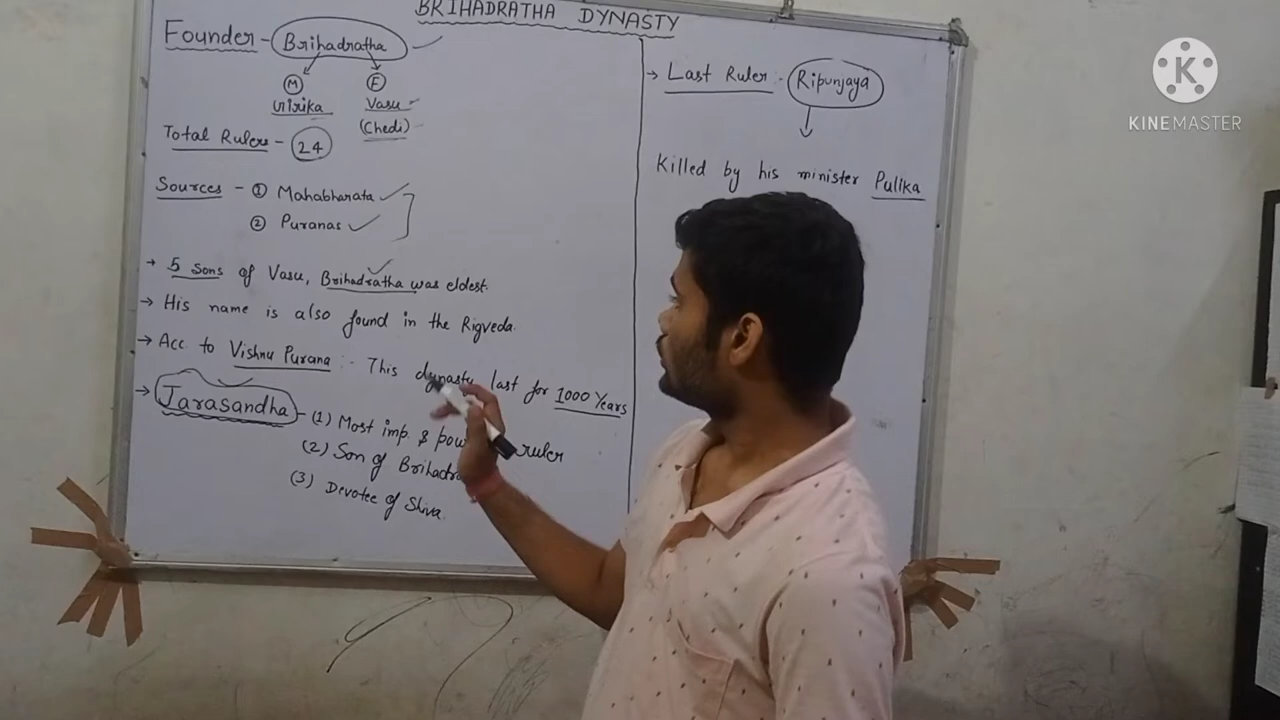 BRIHADRATHA DYNASTY
Founder - Brihadratha
M F
Girika Vasu
(Chedi)
Total Rulers - 24
Sources - 1 Mahabharata
2 Puranas
→ 5 Sons of Vasu, Brihadratha was eldest.
→ His name is also found in the Rigveda.
→ Acc to Vishnu Purana :- This dynasty last for 1000 Years
→ Jarasandha - (1) Most imp. & ruler
(2) Son of
(3) Devotee of Shiva.
→ Last Ruler :- Ripunjaya
Killed by his minister Pulika
K
KINEMASTER